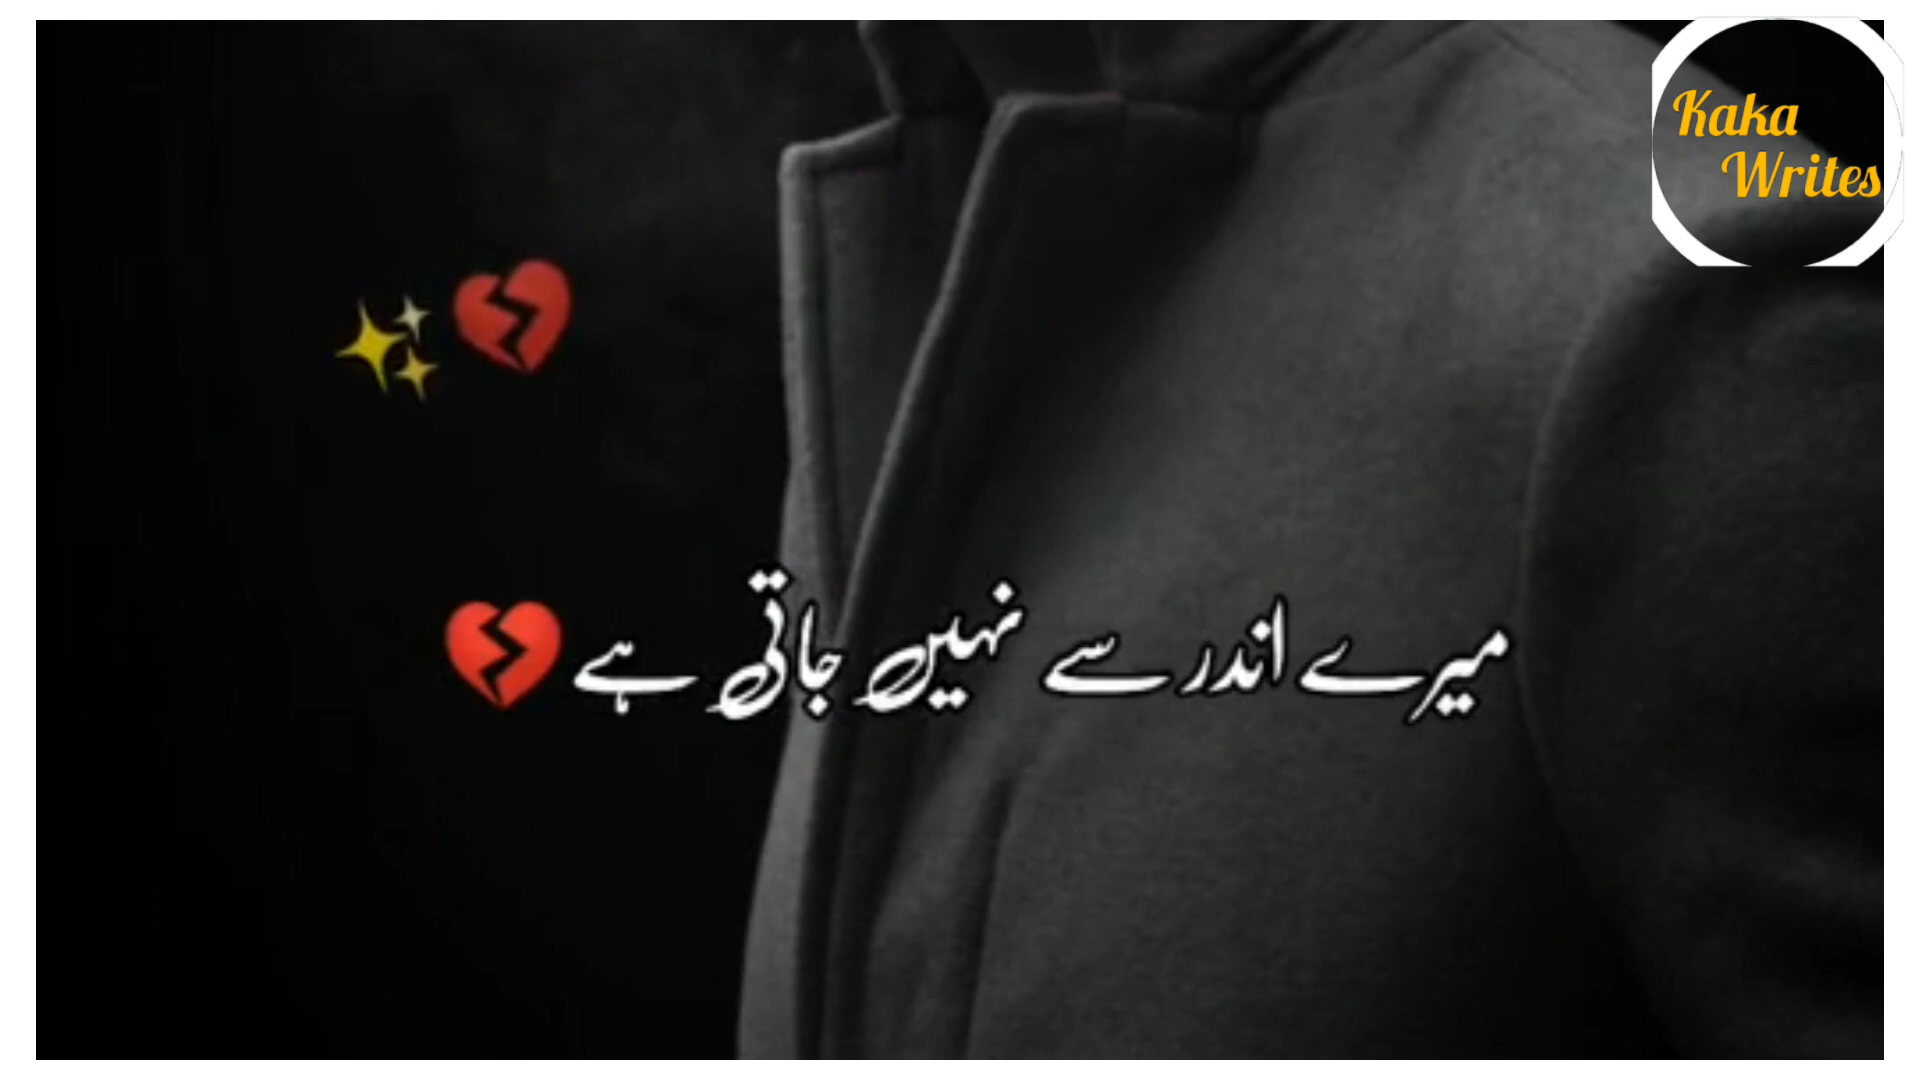 Kaka
Writes
میرے اندر سے نہیں جاتی ہے 💔